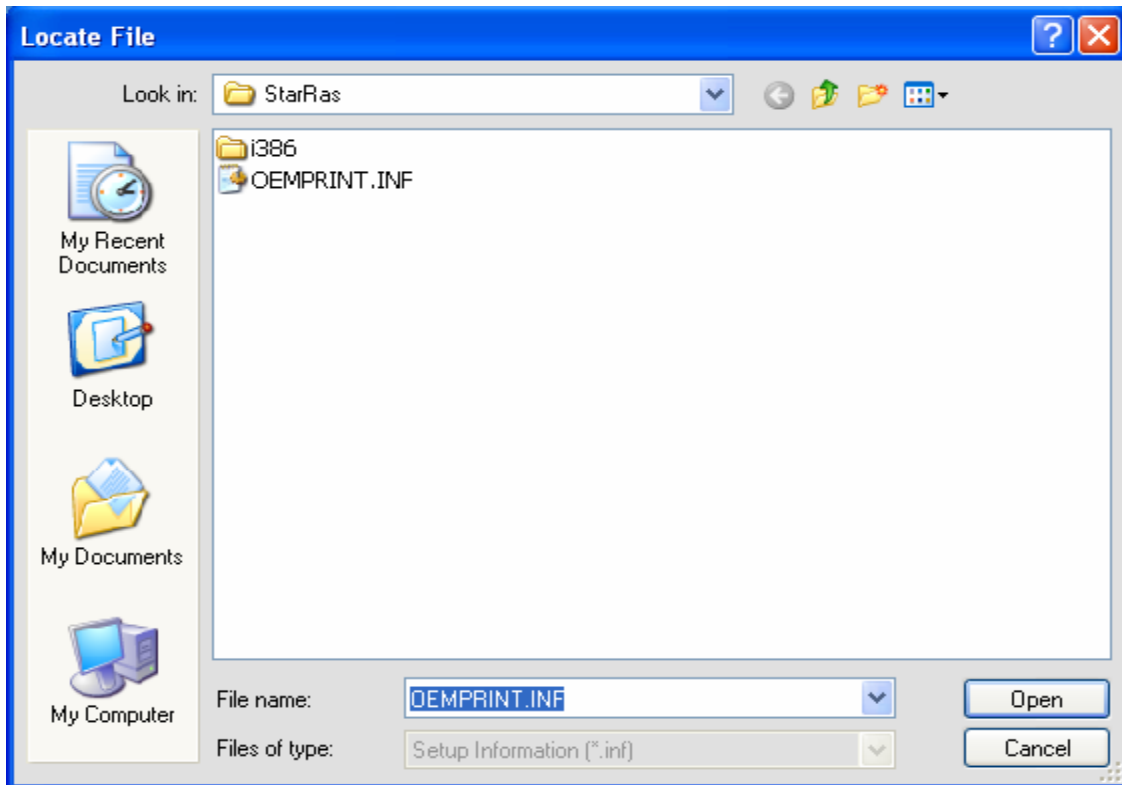 Locate File
Look in: StarRas
i386
OEMPRINT.INF
My Recent
Documents
Desktop
My Documents
My Computer
File name: OEMPRINT.INF Open
Files of type: Setup Information (*.inf) Cancel